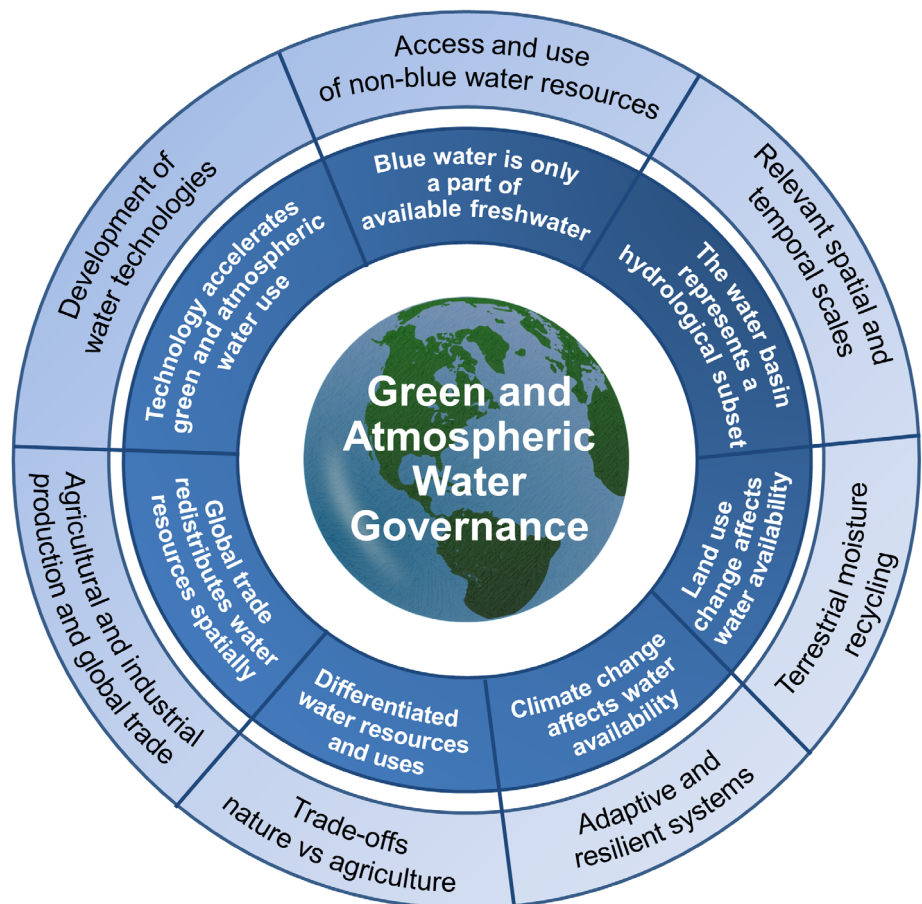 Access and use
of non-blue water resources
Relevant spatial and
temporal scales
Terrestrial moisture
recycling
Adaptive and
resilient systems
Trade-offs
nature vs agriculture
Agricultural and industrial
production and global trade
Development of
water technologies
Blue water is only
a part of
available freshwater
The water basin
represents a
hydrological subset
Land use
change affects
water availability
Climate change
affects water
availability
Differentiated
water resources
and uses
Global trade
redistributes water
resources spatially
Technology accelerates
green and atmospheric
water use
Green and
Atmospheric
Water
Governance